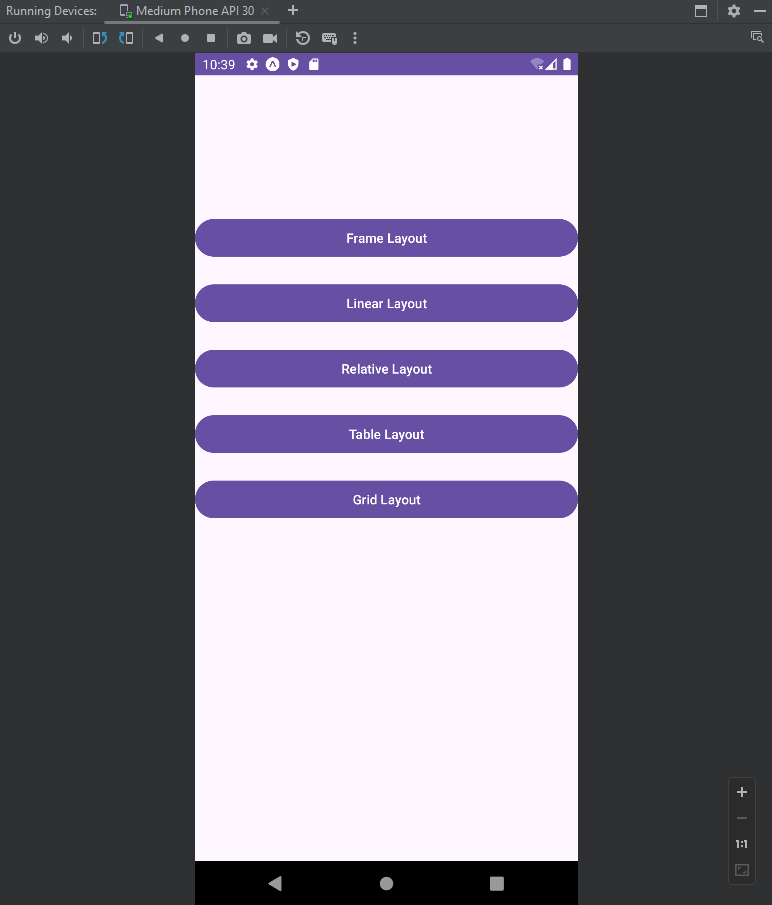 Running Devices:
Medium Phone API 30
10:39
Frame Layout
Linear Layout
Relative Layout
Table Layout
Grid Layout
1:1